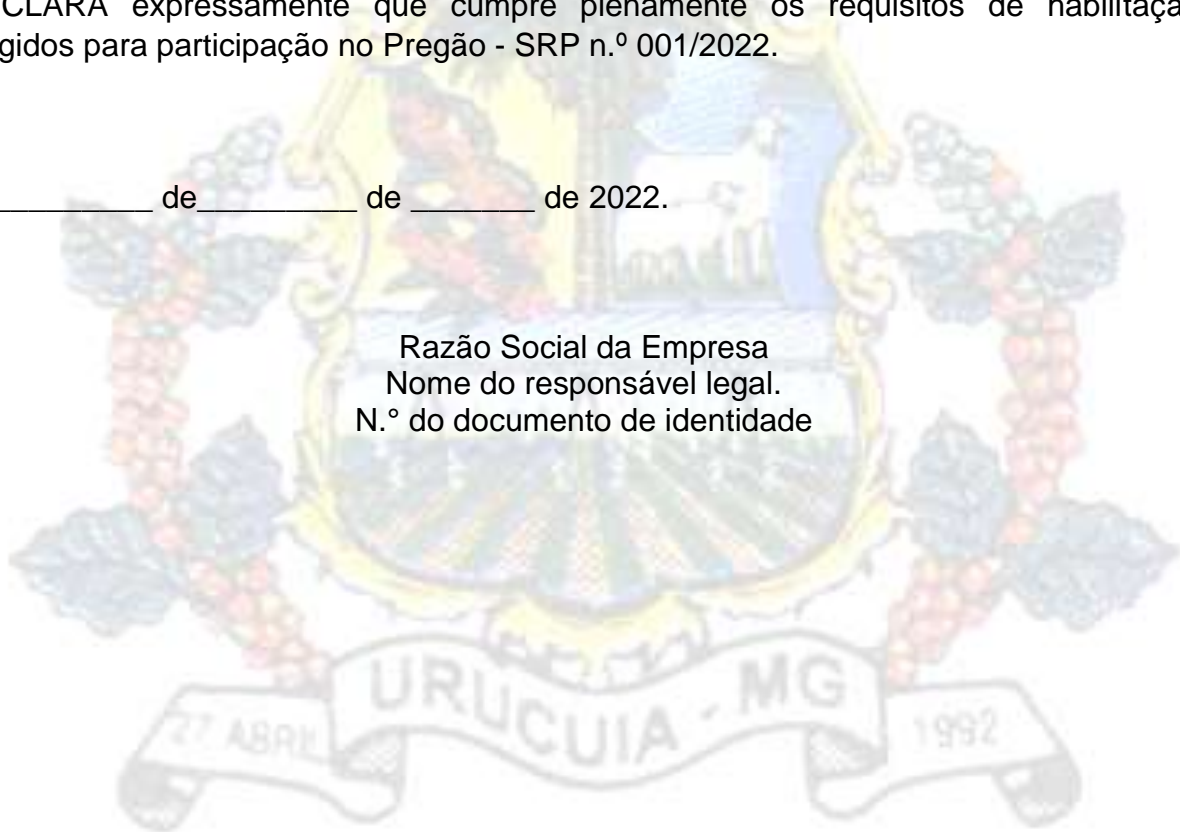 CLARA expressamente que cumpre plenamente os requisitos de habilitaçã
gidos para participação no Pregão - SRP n.º 001/2022.
_________ de_________ de _______ de 2022.
Razão Social da Empresa
Nome do responsável legal.
N.° do documento de identidade
URUCUIA - MG
27 ABRIL
1992